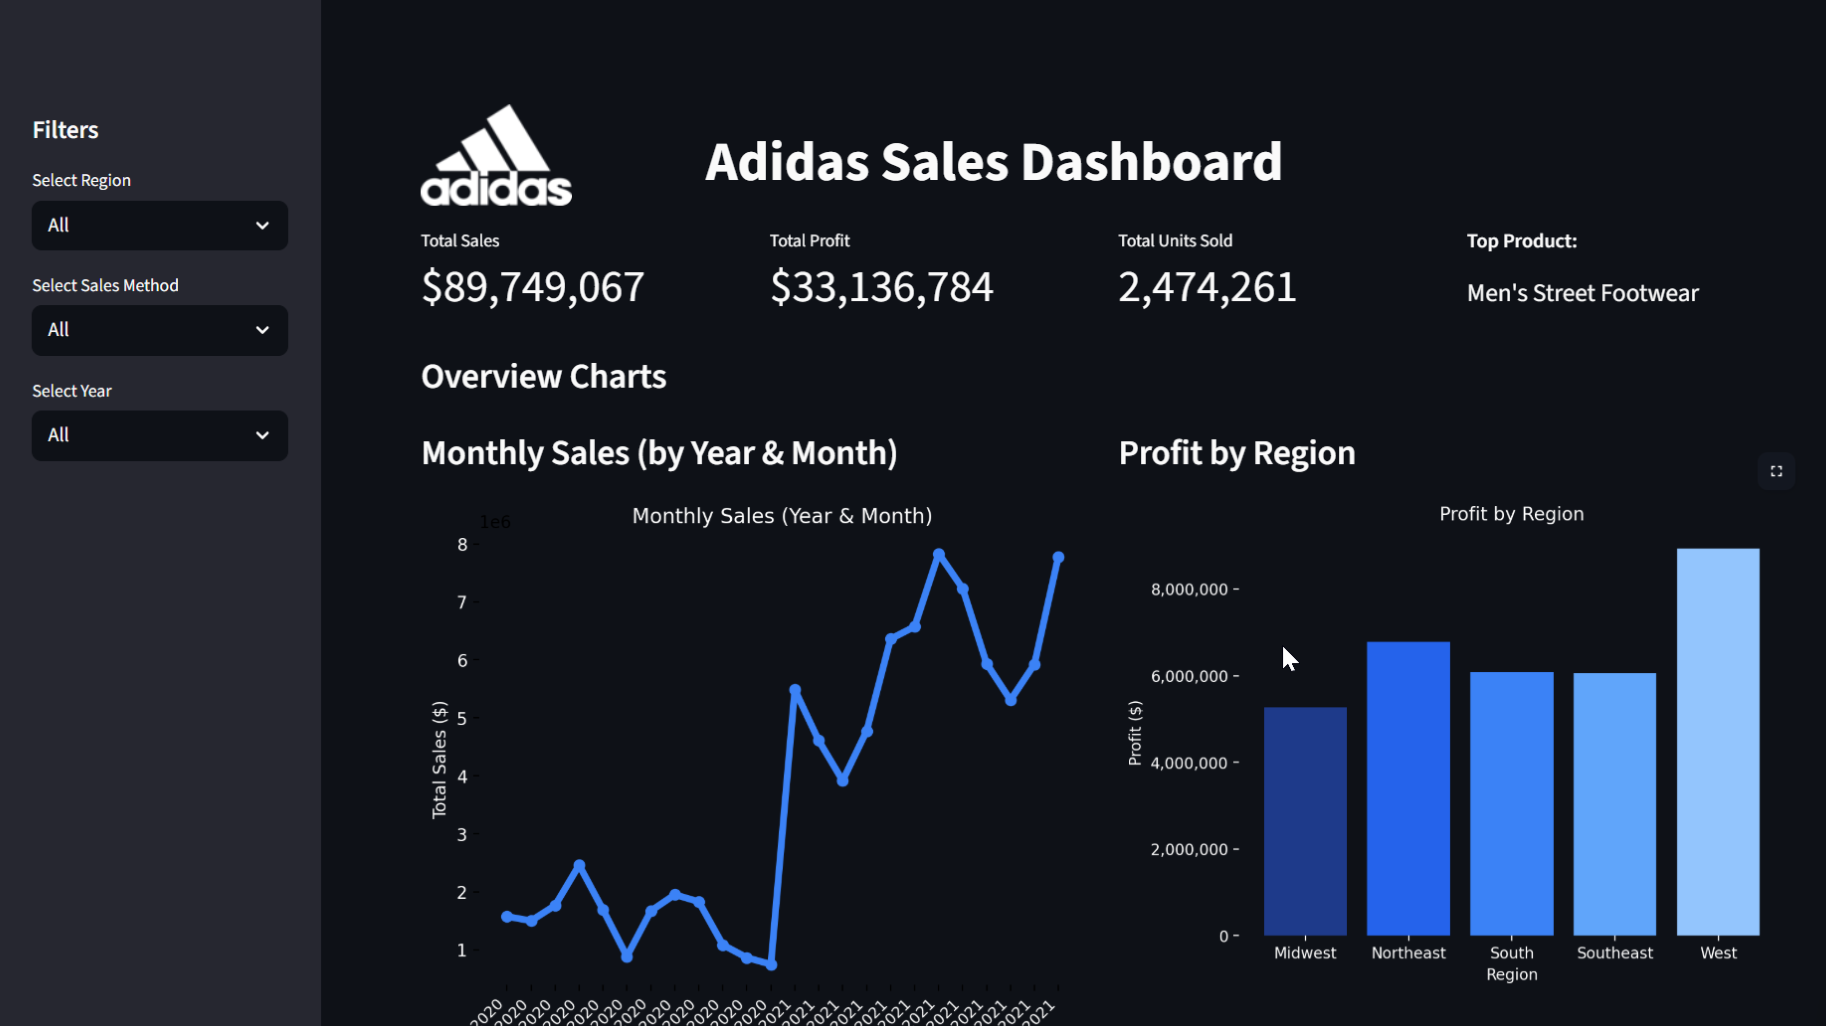 Filters
Select Region
All
Select Sales Method
All
Select Year
All
adidas
Adidas Sales Dashboard
Total Sales
$89,749,067
Total Profit
$33,136,784
Total Units Sold
2,474,261
Top Product:
Men's Street Footwear
Overview Charts
Monthly Sales (by Year & Month)
Monthly Sales (Year & Month)
1e6
8
7
6
5
4
3
2
1
Total Sales ($)
2020 2020 2020 2020 2020 2020 2020 2020 2020 2020 2020 2020 2021 2021 2021 2021 2021 2021 2021 2021 2021 2021 2021 2021
Profit by Region
Profit by Region
8,000,000
6,000,000
4,000,000
2,000,000
0
Profit ($)
Midwest Northeast South Southeast West
Region